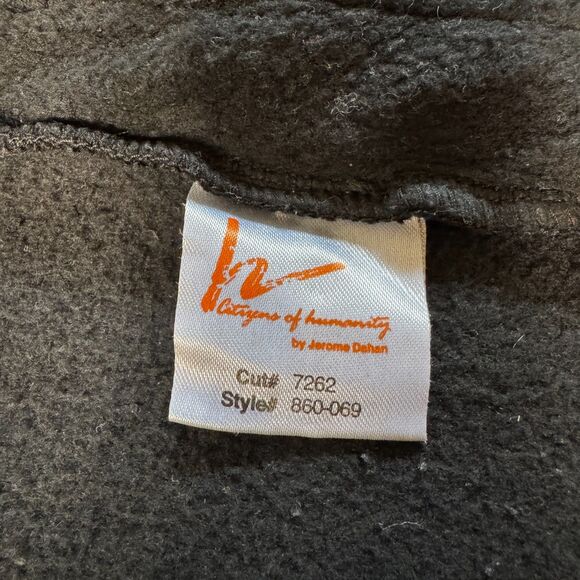 Citizens of humanity
by Jerome Dahan
Cut# 7262
Style# 860-069